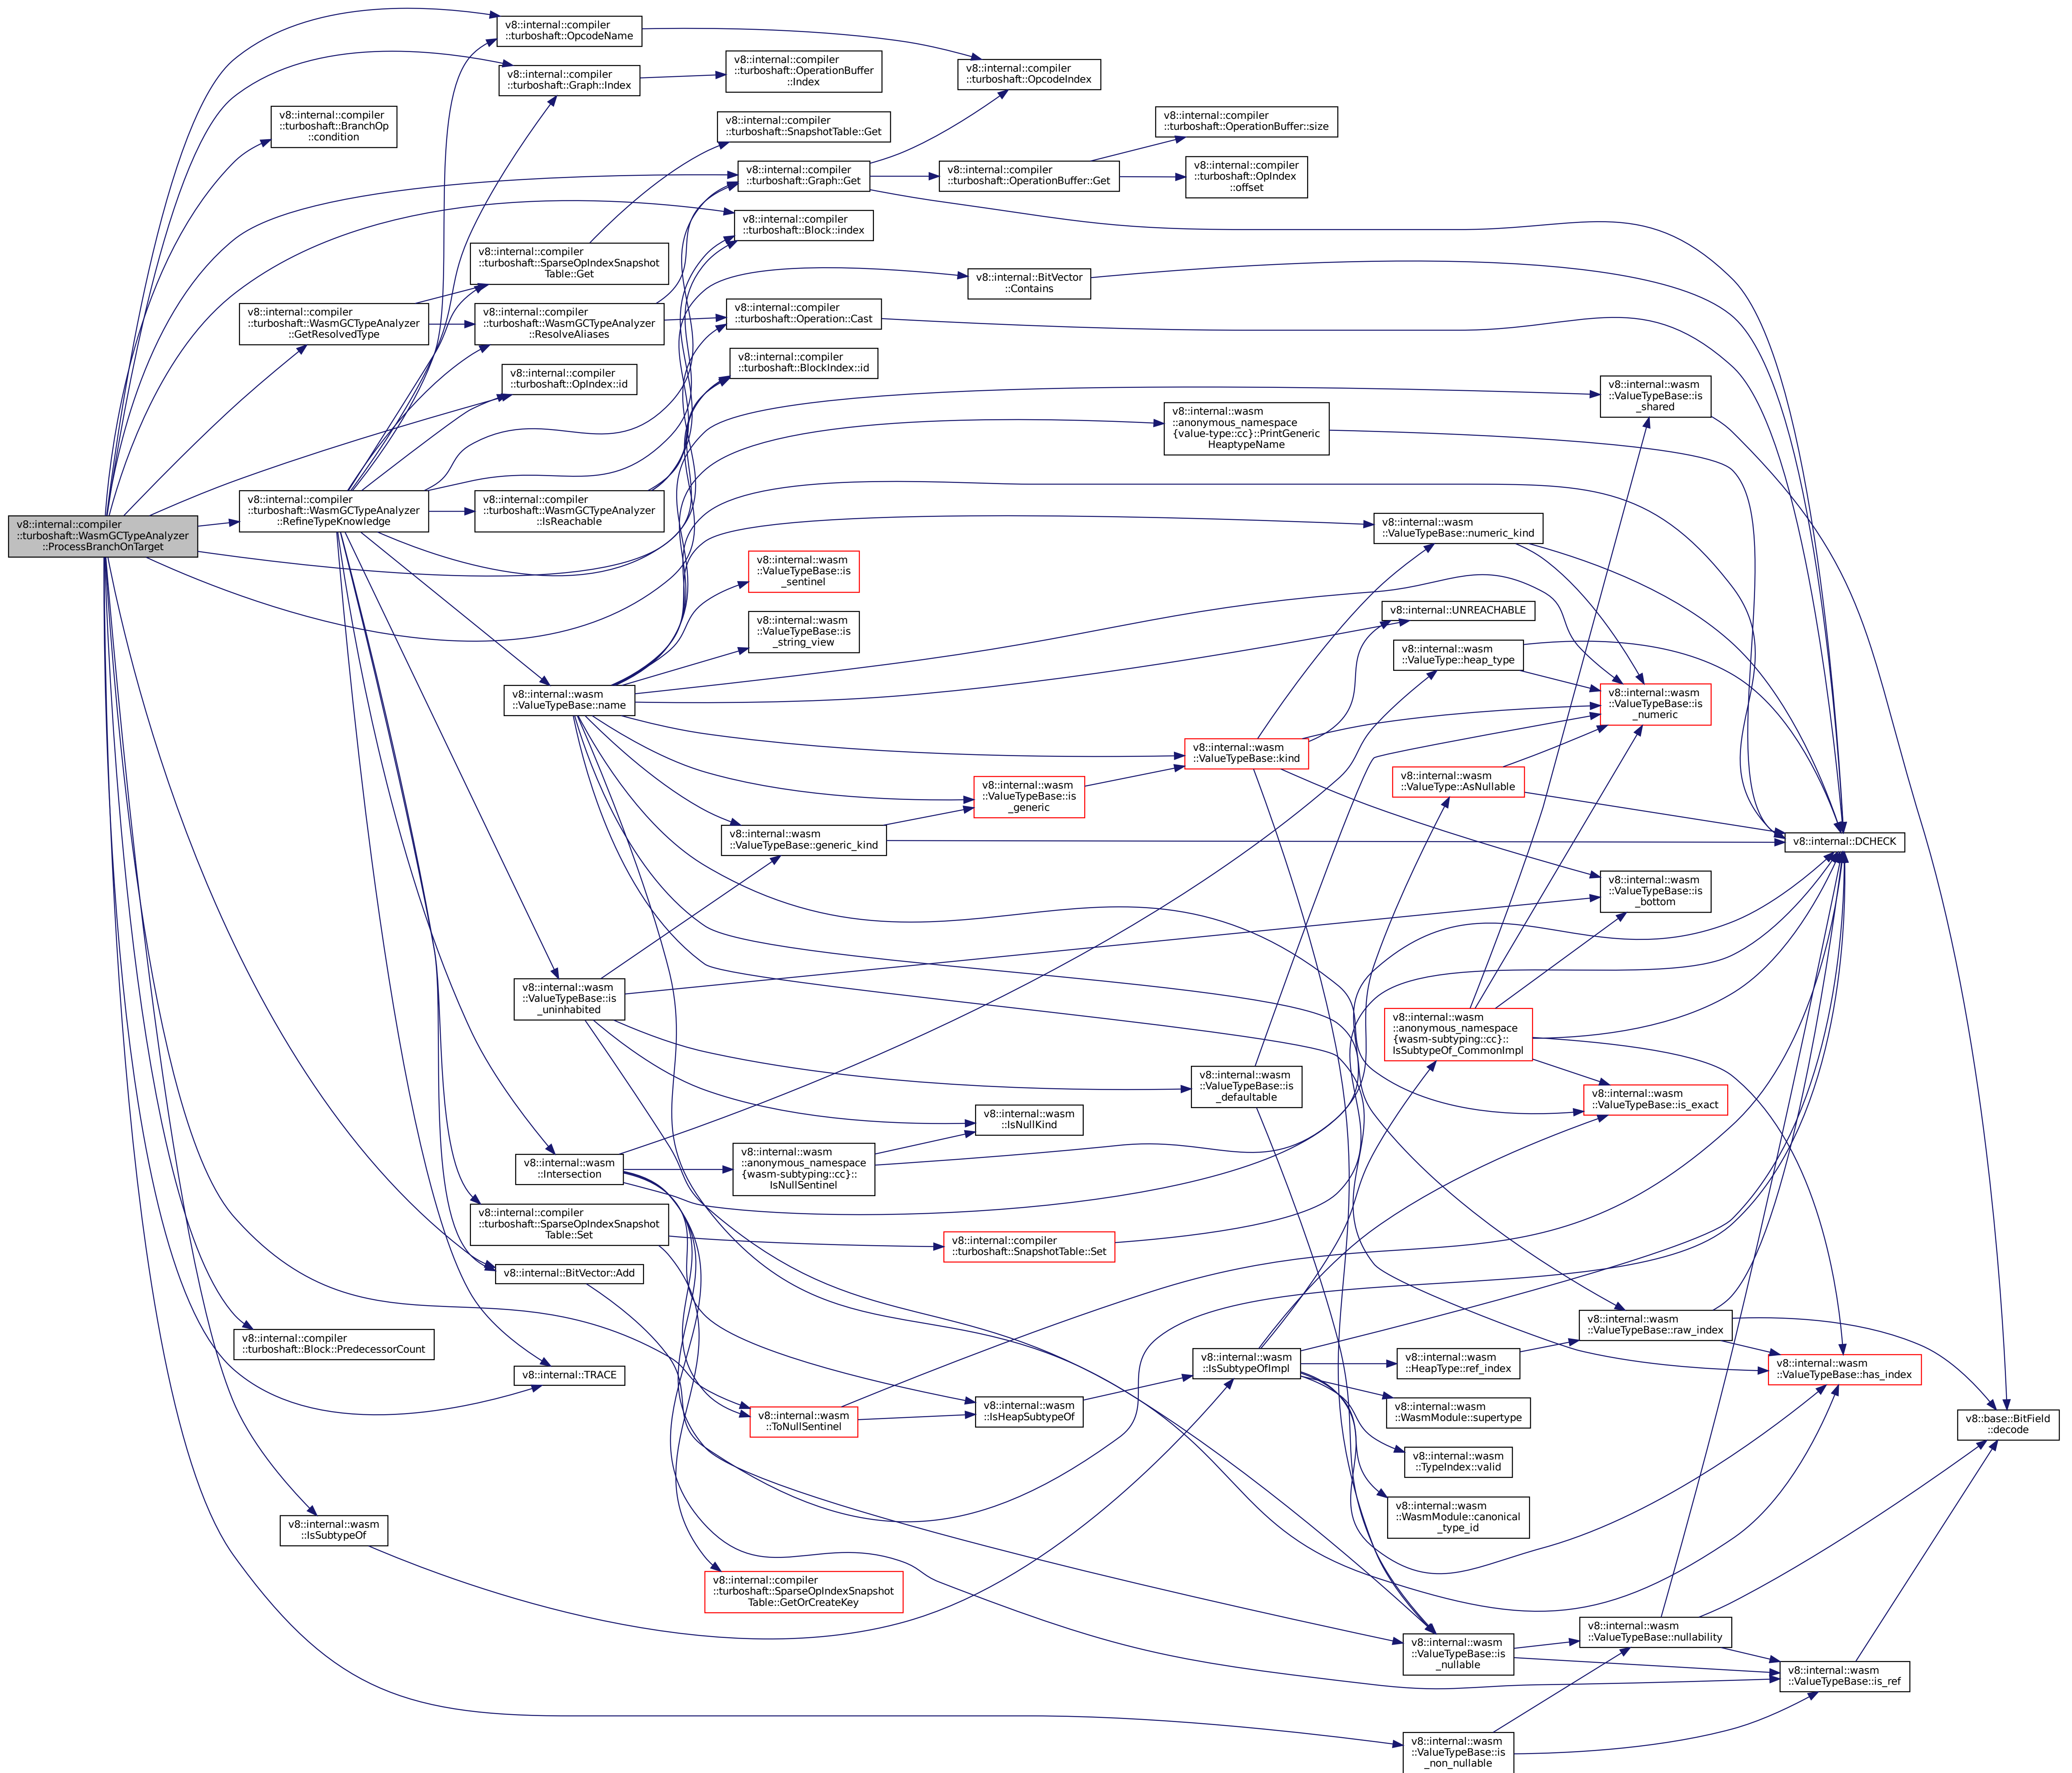 v8::internal::compiler
::turboshaft::OpcodeName
v8::internal::compiler
::turboshaft::OperationBuffer
::Index
v8::internal::compiler
::turboshaft::OpcodeIndex
v8::internal::compiler
::turboshaft::Graph::Index
v8::internal::compiler
::turboshaft::BranchOp
::condition
v8::internal::compiler
::turboshaft::SnapshotTable::Get
v8::internal::compiler
::turboshaft::OperationBuffer::size
v8::internal::compiler
::turboshaft::Graph::Get
v8::internal::compiler
::turboshaft::OperationBuffer::Get
v8::internal::compiler
::turboshaft::OpIndex
::offset
v8::internal::compiler
::turboshaft::Block::index
v8::internal::compiler
::turboshaft::SparseOpIndexSnapshot
Table::Get
v8::internal::BitVector
::Contains
v8::internal::compiler
::turboshaft::WasmGCTypeAnalyzer
::GetResolvedType
v8::internal::compiler
::turboshaft::WasmGCTypeAnalyzer
::ResolveAliases
v8::internal::compiler
::turboshaft::Operation::Cast
v8::internal::compiler
::turboshaft::OpIndex::id
v8::internal::compiler
::turboshaft::BlockIndex::id
v8::internal::wasm
::ValueTypeBase::is
_shared
v8::internal::wasm
::anonymous_namespace
{value-type::cc}::PrintGeneric
HeaptypeName
v8::internal::compiler
::turboshaft::WasmGCTypeAnalyzer
::ProcessBranchOnTarget
v8::internal::compiler
::turboshaft::WasmGCTypeAnalyzer
::RefineTypeKnowledge
v8::internal::compiler
::turboshaft::WasmGCTypeAnalyzer
::IsReachable
v8::internal::wasm
::ValueTypeBase::numeric_kind
v8::internal::wasm
::ValueTypeBase::is
_sentinel
v8::internal::UNREACHABLE
v8::internal::wasm
::ValueTypeBase::is
_string_view
v8::internal::wasm
::ValueType::heap_type
v8::internal::wasm
::ValueTypeBase::name
v8::internal::wasm
::ValueTypeBase::is
_numeric
v8::internal::wasm
::ValueTypeBase::kind
v8::internal::wasm
::ValueTypeBase::is
_generic
v8::internal::wasm
::ValueType::AsNullable
v8::internal::wasm
::ValueTypeBase::generic_kind
v8::internal::DCHECK
v8::internal::wasm
::ValueTypeBase::is
_bottom
v8::internal::wasm
::ValueTypeBase::is
_uninhabited
v8::internal::wasm
::anonymous_namespace
{wasm-subtyping::cc}::
IsSubtypeOf_CommonImpl
v8::internal::wasm
::ValueTypeBase::is
_defaultable
v8::internal::wasm
::ValueTypeBase::is_exact
v8::internal::wasm
::IsNullKind
v8::internal::wasm
::Intersection
v8::internal::wasm
::anonymous_namespace
{wasm-subtyping::cc}::
IsNullSentinel
v8::internal::compiler
::turboshaft::SparseOpIndexSnapshot
Table::Set
v8::internal::compiler
::turboshaft::SnapshotTable::Set
v8::internal::BitVector::Add
v8::internal::wasm
::ValueTypeBase::raw_index
v8::internal::compiler
::turboshaft::Block::PredecessorCount
v8::internal::TRACE
v8::internal::wasm
::IsSubtypeOfImpl
v8::internal::wasm
::HeapType::ref_index
v8::internal::wasm
::ValueTypeBase::has_index
v8::internal::wasm
::ToNullSentinel
v8::internal::wasm
::IsHeapSubtypeOf
v8::internal::wasm
::WasmModule::supertype
v8::base::BitField
::decode
v8::internal::wasm
::TypeIndex::valid
v8::internal::wasm
::IsSubtypeOf
v8::internal::wasm
::WasmModule::canonical
_type_id
v8::internal::compiler
::turboshaft::SparseOpIndexSnapshot
Table::GetOrCreateKey
v8::internal::wasm
::ValueTypeBase::is
_nullable
v8::internal::wasm
::ValueTypeBase::nullability
v8::internal::wasm
::ValueTypeBase::is_ref
v8::internal::wasm
::ValueTypeBase::is
_non_nullable